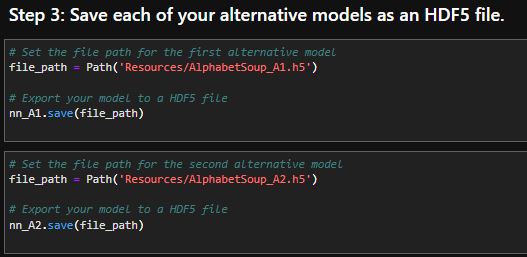 Step 3: Save each of your alternative models as an HDF5 file.
# Set the file path for the first alternative model
file_path = Path('Resources/AlphabetSoup_A1.h5')
# Export your model to a HDF5 file
nn_A1.save(file_path)
# Set the file path for the second alternative model
file_path = Path('Resources/AlphabetSoup_A2.h5')
# Export your model to a HDF5 file
nn_A2.save(file_path)